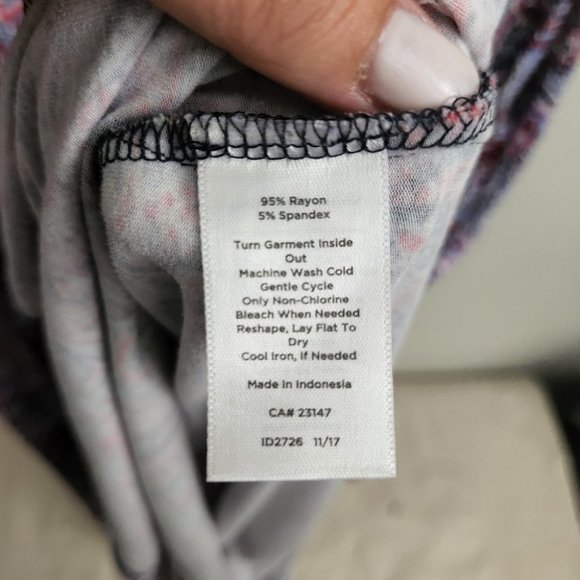 95% Rayon
5% Spandex
Turn Garment Inside
Out
Machine Wash Cold
Gentle Cycle
Only Non-Chlorine
Bleach When Needed
Reshape, Lay Flat To
Dry
Cool Iron, If Needed
Made In Indonesia
CA# 23147
ID2726 11/17